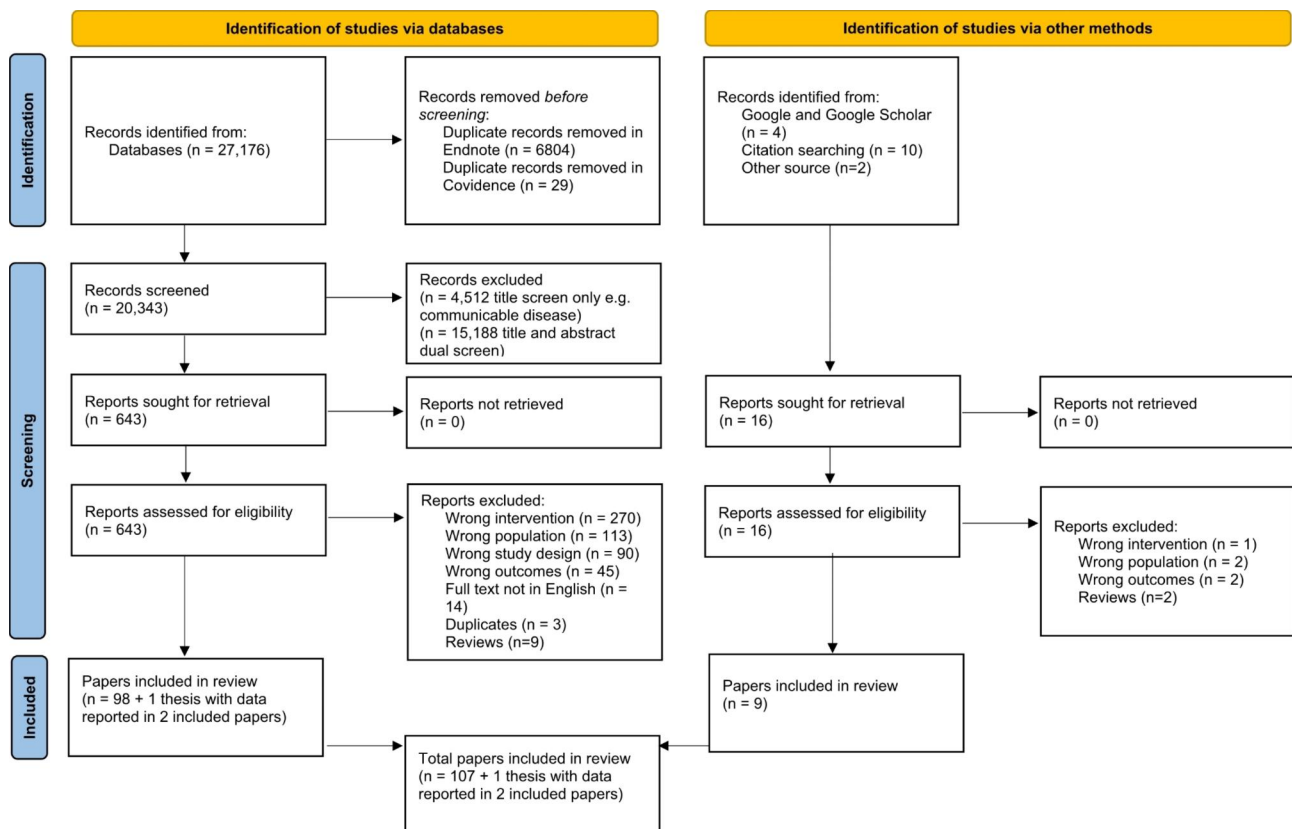 Identification of studies via databases
Identification of studies via other methods
Identification
Records identified from:
Databases (n = 27,176)
Records removed before
screening:
Duplicate records removed in
Endnote = 6804)
Duplicate records removed in
Covidence (n = 29)
Records identified from:
Google and Google Scholar
(n = 4)
Citation searching (n = 10)
Other source (n=2)
Screening
Records screened
(n = 20,343)
Records excluded
(n = 4,512 title screen only e.g.
communicable disease)
(n = 15,188 title and abstract
dual screen)
Reports sought for retrieval
(n = 643)
Reports not retrieved
(n = 0)
Reports sought for retrieval
(n = 16)
Reports not retrieved
(n = 0)
Reports assessed for eligibility
(n = 643)
Reports excluded:
Wrong intervention (n = 270)
Wrong population (n = 113)
Wrong study design (n = 90)
Wrong outcomes (n = 45)
Full text not in English (n =
14)
Duplicates (n = 3)
Reviews (n=9)
Reports assessed for eligibility
(n = 16)
Reports excluded:
Wrong intervention (n = 1)
Wrong population (n = 2)
Wrong outcomes (n = 2)
Reviews (n=2)
Included
Papers included in review
(n = 98 + 1 thesis with data
reported in 2 included papers)
Papers included in review
(n = 9)
Total papers included in review
(n = 107 + 1 thesis with data
reported in 2 included papers)